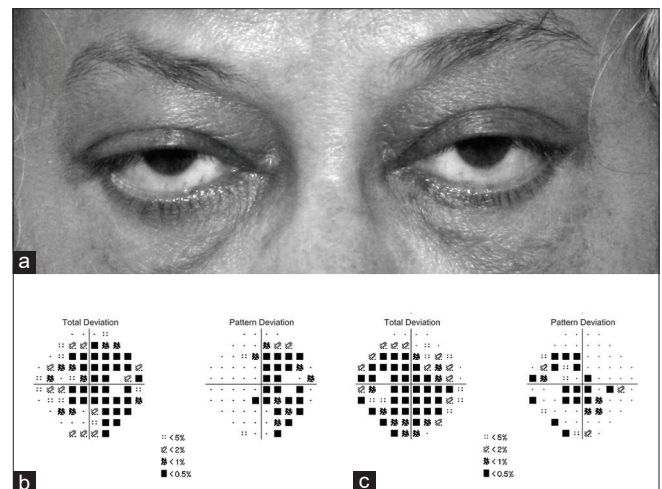 a
Total Deviation
Pattern Deviation
Total Deviation
Pattern Deviation
:: < 5%
< 2%
< 1%
■ < 0.5%
:: < 5%
< 2%
< 1%
■ < 0.5%
b
c